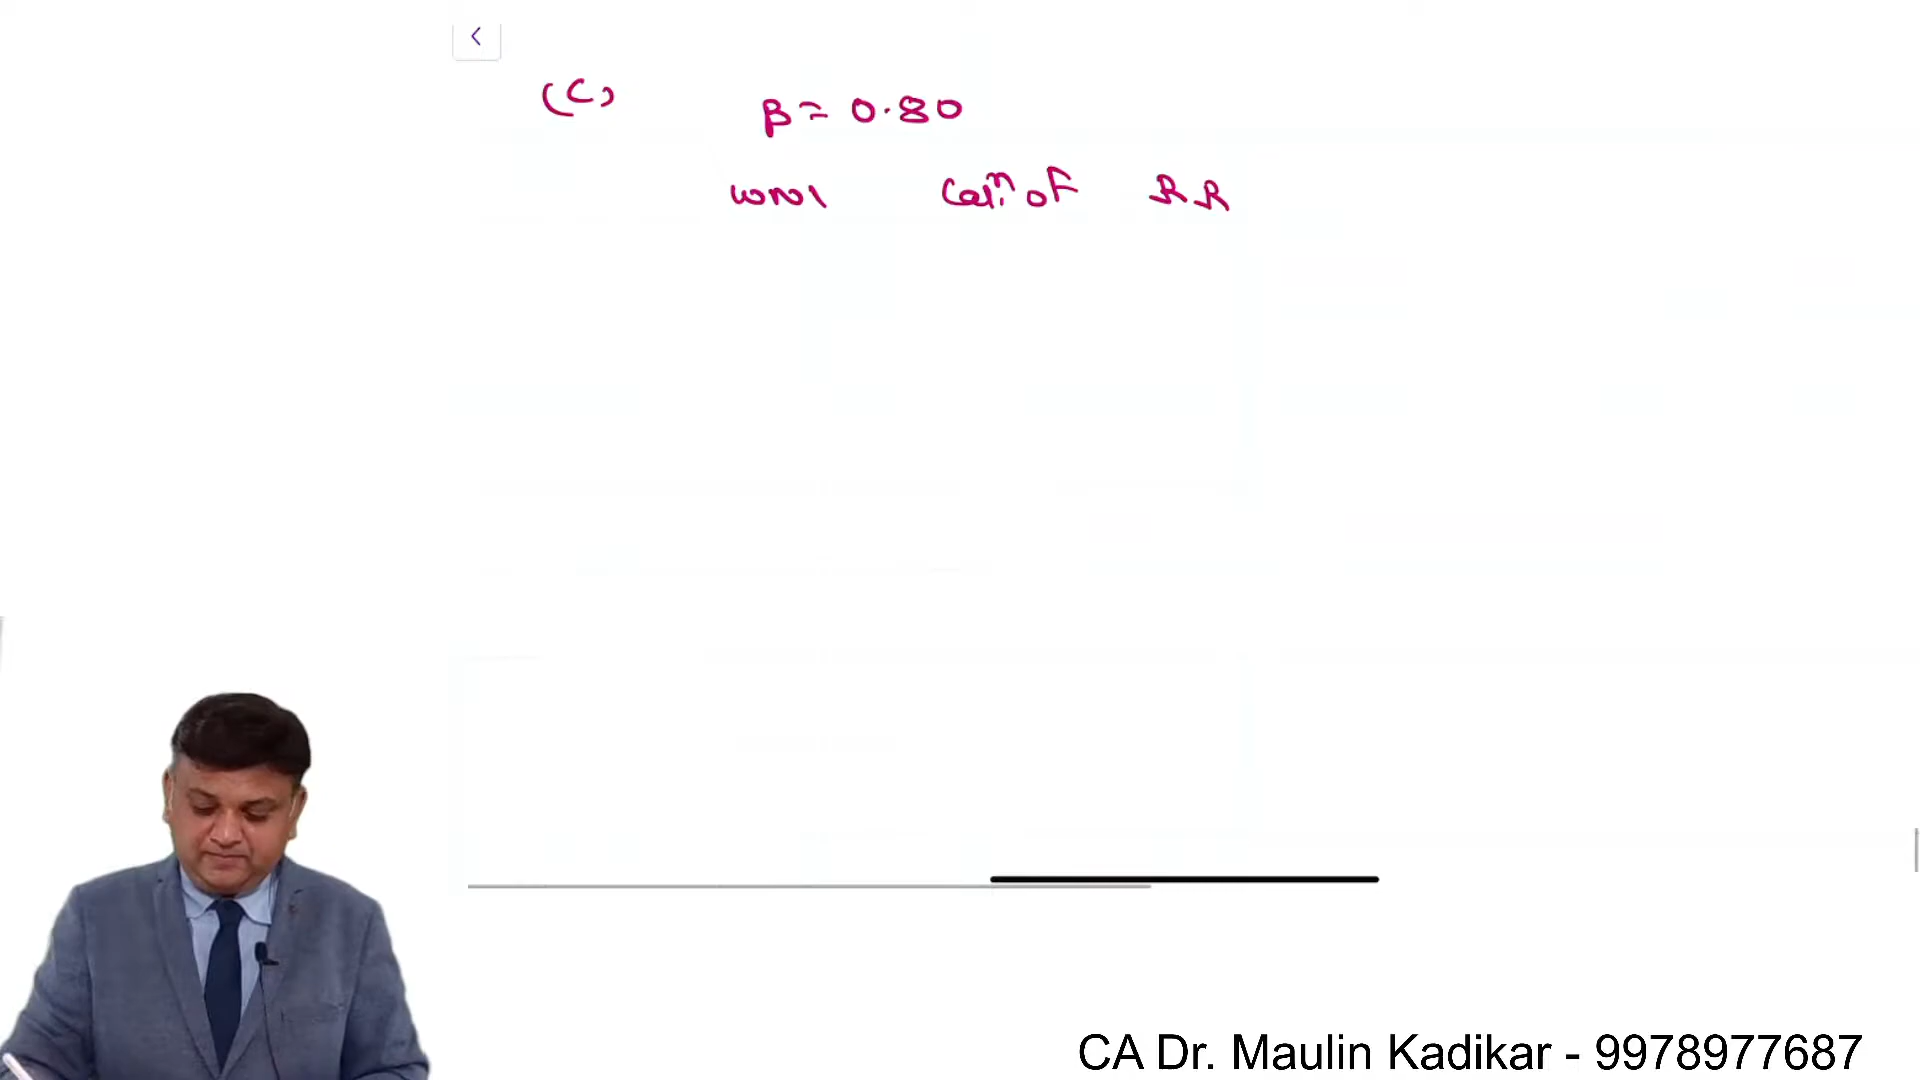 (C) β = 0.80
WN1 Calⁿ of RR
CA Dr. Maulin Kadikar - 9978977687